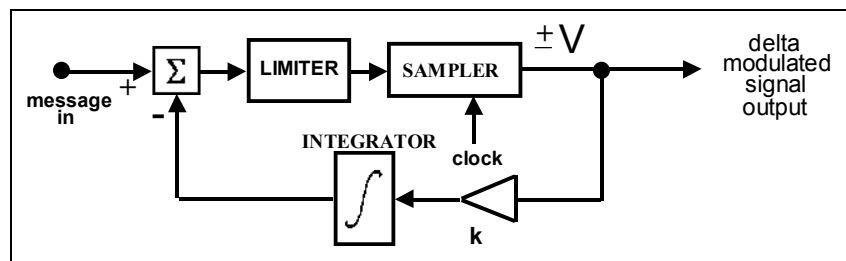 ± V
delta
modulated
signal
output
Σ
LIMITER
SAMPLER
+
message
in
-
INTEGRATOR
clock
∫
k